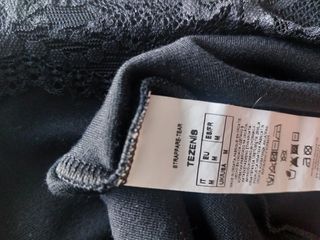 STRAPPARE-TEAR
TEZENIS
IT M EU M ES/FR M